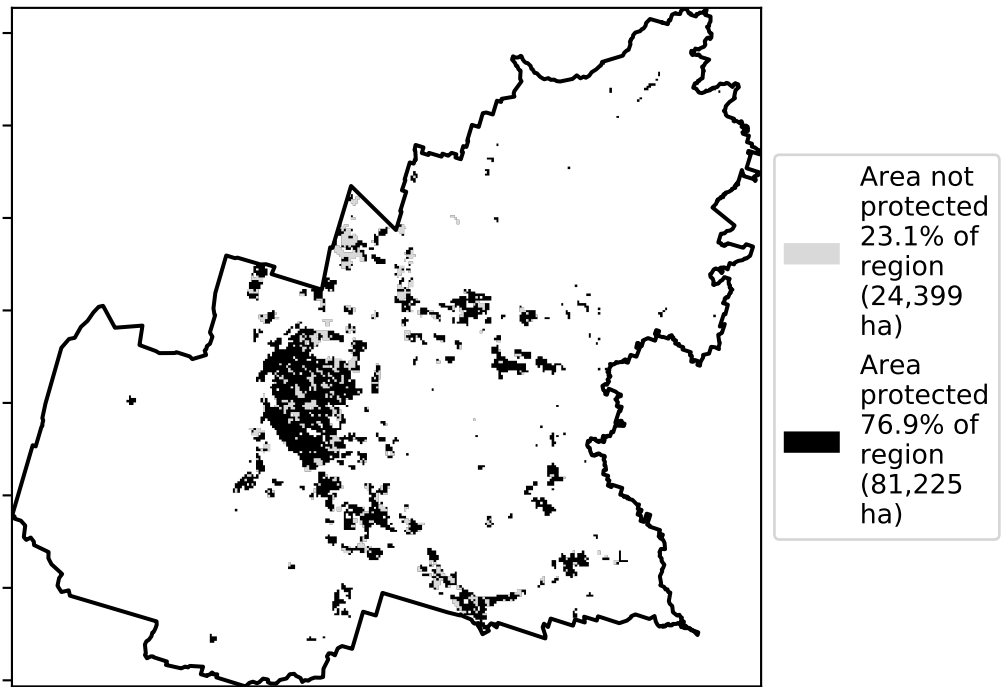 Area not
protected
23.1% of
region
(24,399
ha)
Area
protected
76.9% of
region
(81,225
ha)